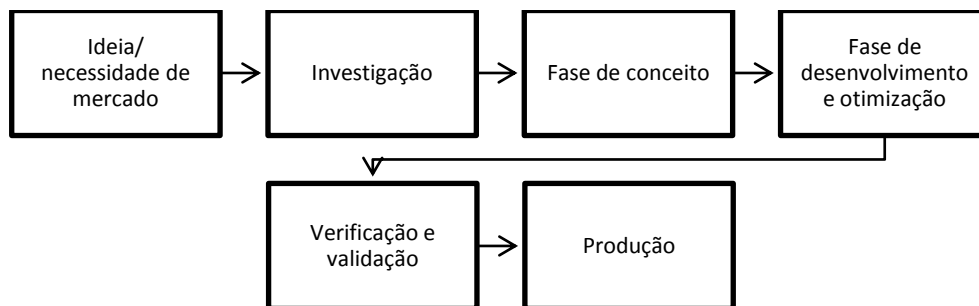 Ideia/
necessidade de
mercado
Investigação
Fase de conceito
Fase de
desenvolvimento
e otimização
Verificação e
validação
Produção